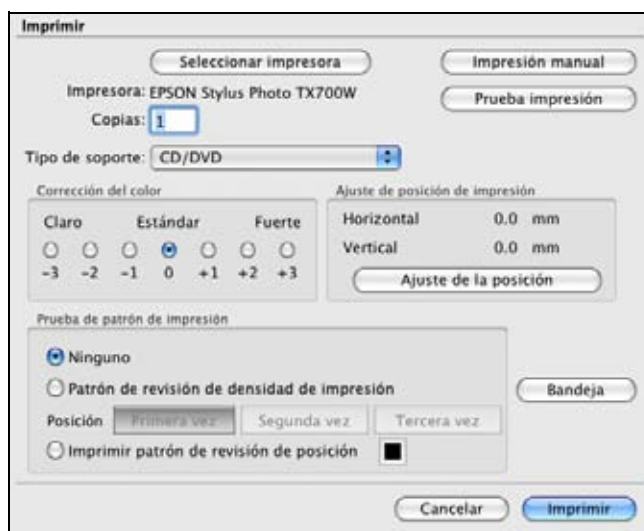 Imprimir
Seleccionar impresora
Impresión manual
Impresora: EPSON Stylus Photo TX700W
Prueba impresión
Copias: 1
Tipo de soporte: CD/DVD
Corrección del color
Claro Estándar Fuerte
-3 -2 -1 0 +1 +2 +3
Ajuste de posición de impresión
Horizontal 0.0 mm
Vertical 0.0 mm
Ajuste de la posición
Prueba de patrón de impresión
Ninguno
Patrón de revisión de densidad de impresión
Posición Primera vez Segunda vez Tercera vez
Imprimir patrón de revisión de posición
Bandeja
Cancelar Imprimir